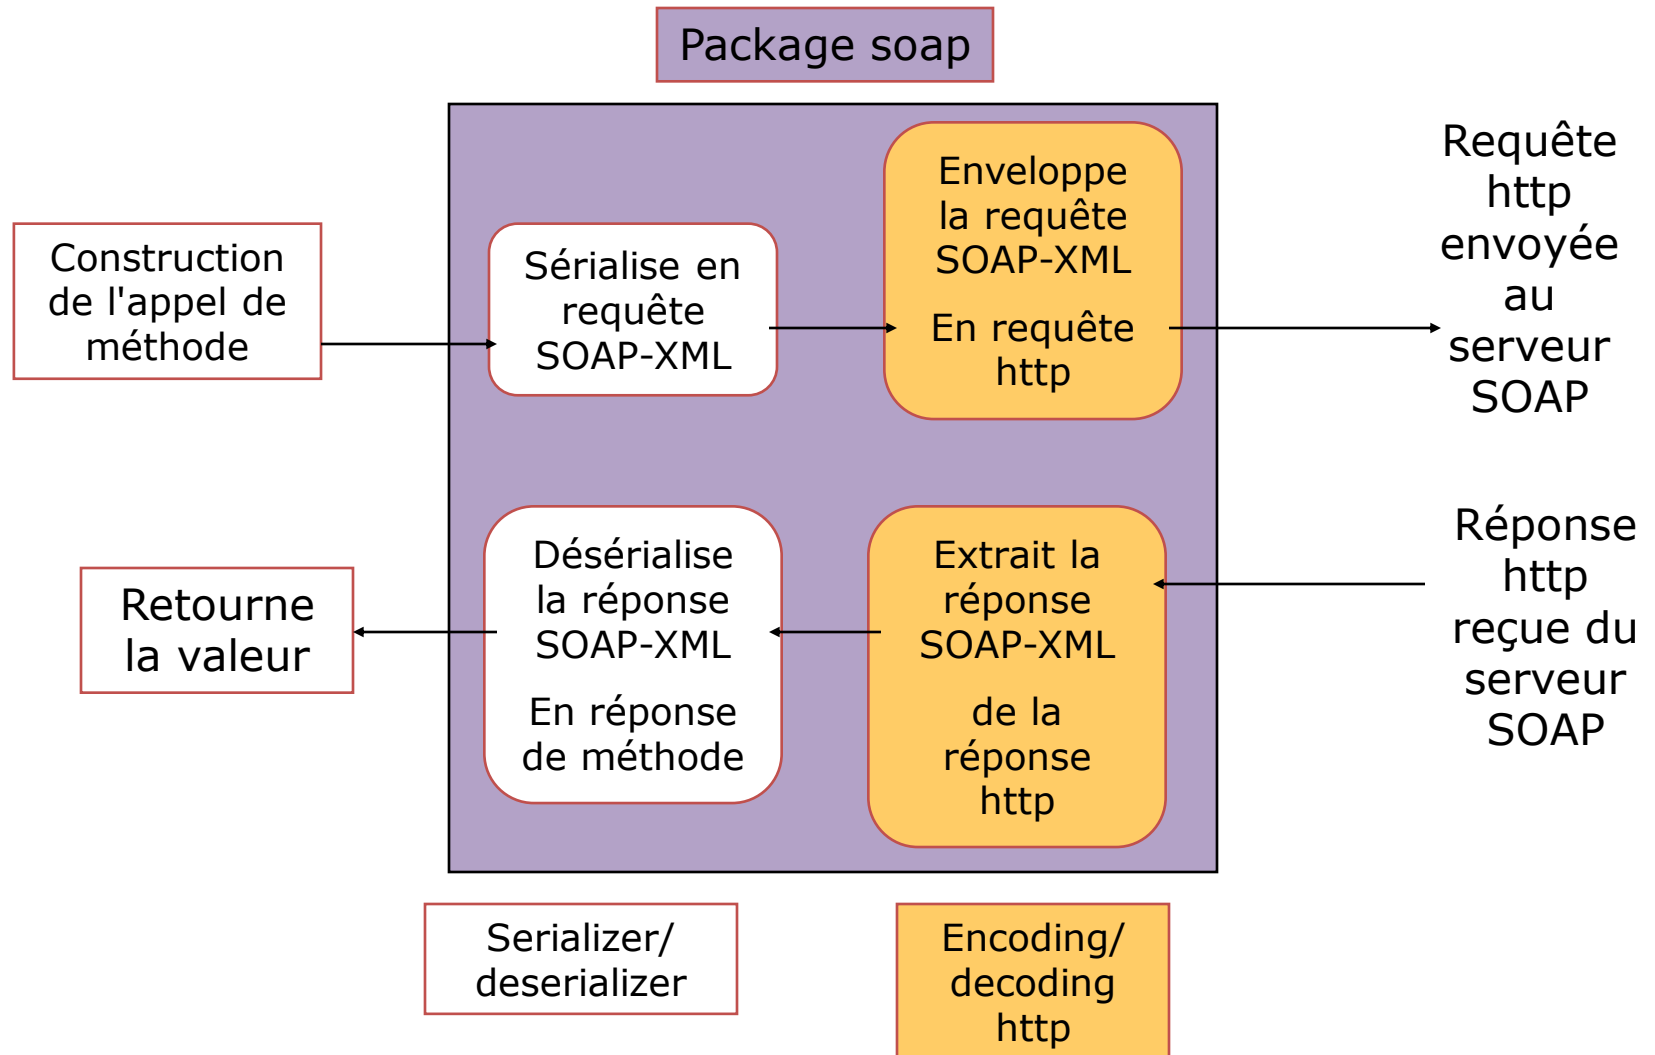 Package soap
Construction
de l'appel de
méthode
Sérialise en
requête
SOAP-XML
Enveloppe
la requête
SOAP-XML
En requête
http
Requête
http
envoyée
au
serveur
SOAP
Retourne
la valeur
Désérialise
la réponse
SOAP-XML
En réponse
de méthode
Extrait la
réponse
SOAP-XML
de la
réponse
http
Réponse
http
reçue du
serveur
SOAP
Serializer/
deserializer
Encoding/
decoding
http